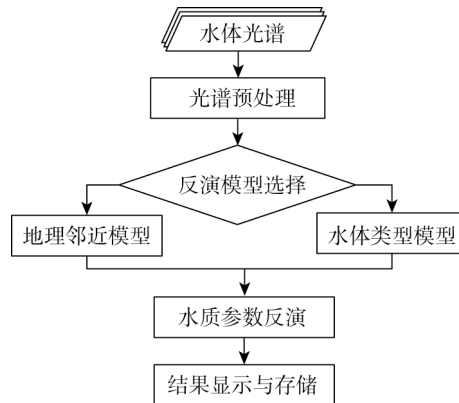 水体光谱
光谱预处理
反演模型选择
地理邻近模型
水体类型模型
水质参数反演
结果显示与存储